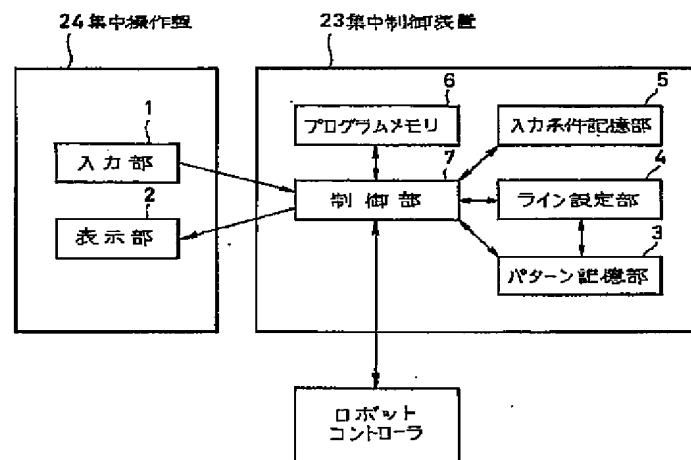 24集中操作盤
23集中制御装置
1
入力部
2
表示部
6
プログラムメモリ
5
入力条件記憶部
7
制御部
4
ライン設定部
3
パターン記憶部
ロボット
コントローラ